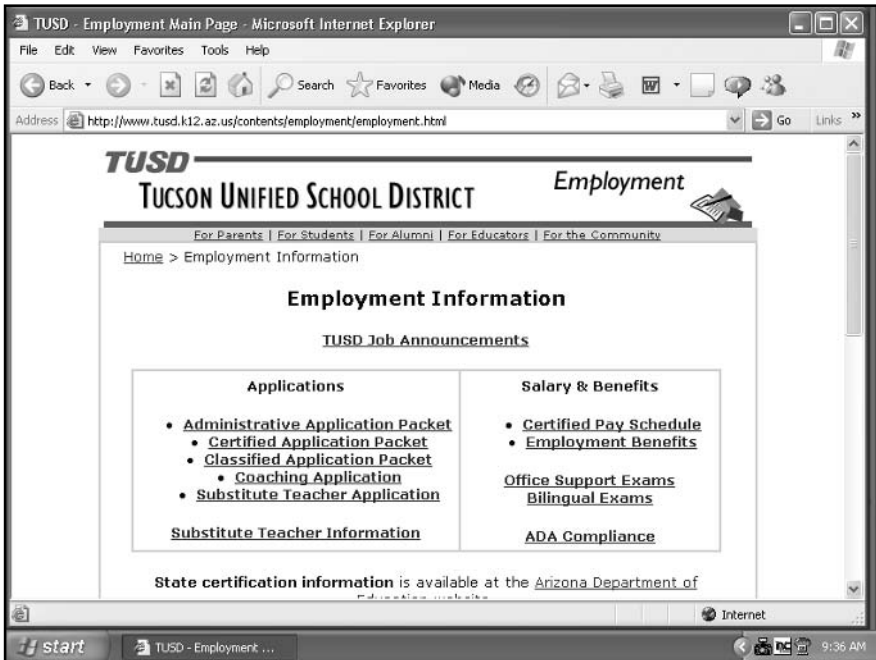 TUSD - Employment Main Page - Microsoft Internet Explorer
File Edit View Favorites Tools Help
Back Search Favorites Media
Address http://www.tusd.k12.az.us/contents/employment/employment.html Go Links »
TUSD
TUCSON UNIFIED SCHOOL DISTRICT Employment
For Parents | For Students | For Alumni | For Educators | For the Community
Home > Employment Information
Employment Information
TUSD Job Announcements
Applications
• Administrative Application Packet
• Certified Application Packet
• Classified Application Packet
• Coaching Application
• Substitute Teacher Application
Substitute Teacher Information
Salary & Benefits
• Certified Pay Schedule
• Employment Benefits
Office Support Exams
Bilingual Exams
ADA Compliance
State certification information is available at the Arizona Department of
Education website
Internet
start TUSD - Employment ... 9:36 AM